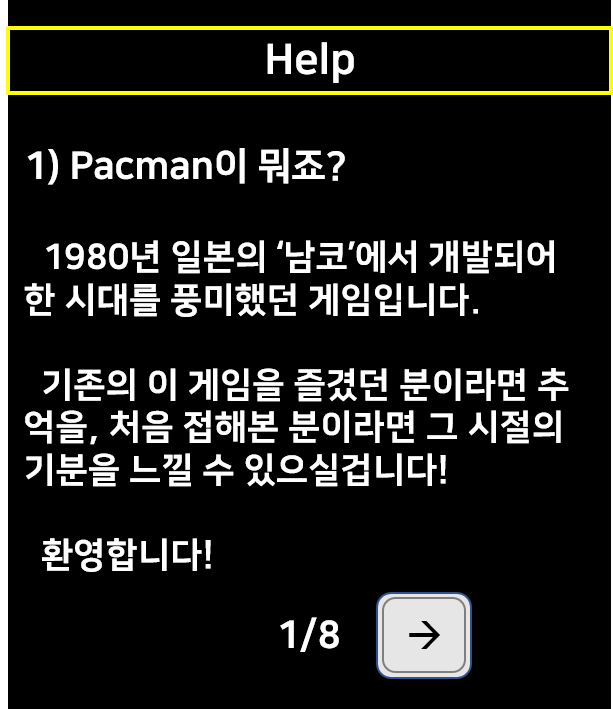 Help
1) Pacman이 뭐죠?
1980년 일본의 ‘남코’에서 개발되어
한 시대를 풍미했던 게임입니다.
기존의 이 게임을 즐겼던 분이라면 추
억을, 처음 접해본 분이라면 그 시절의
기분을 느낄 수 있으실겁니다!
환영합니다!
1/8 →